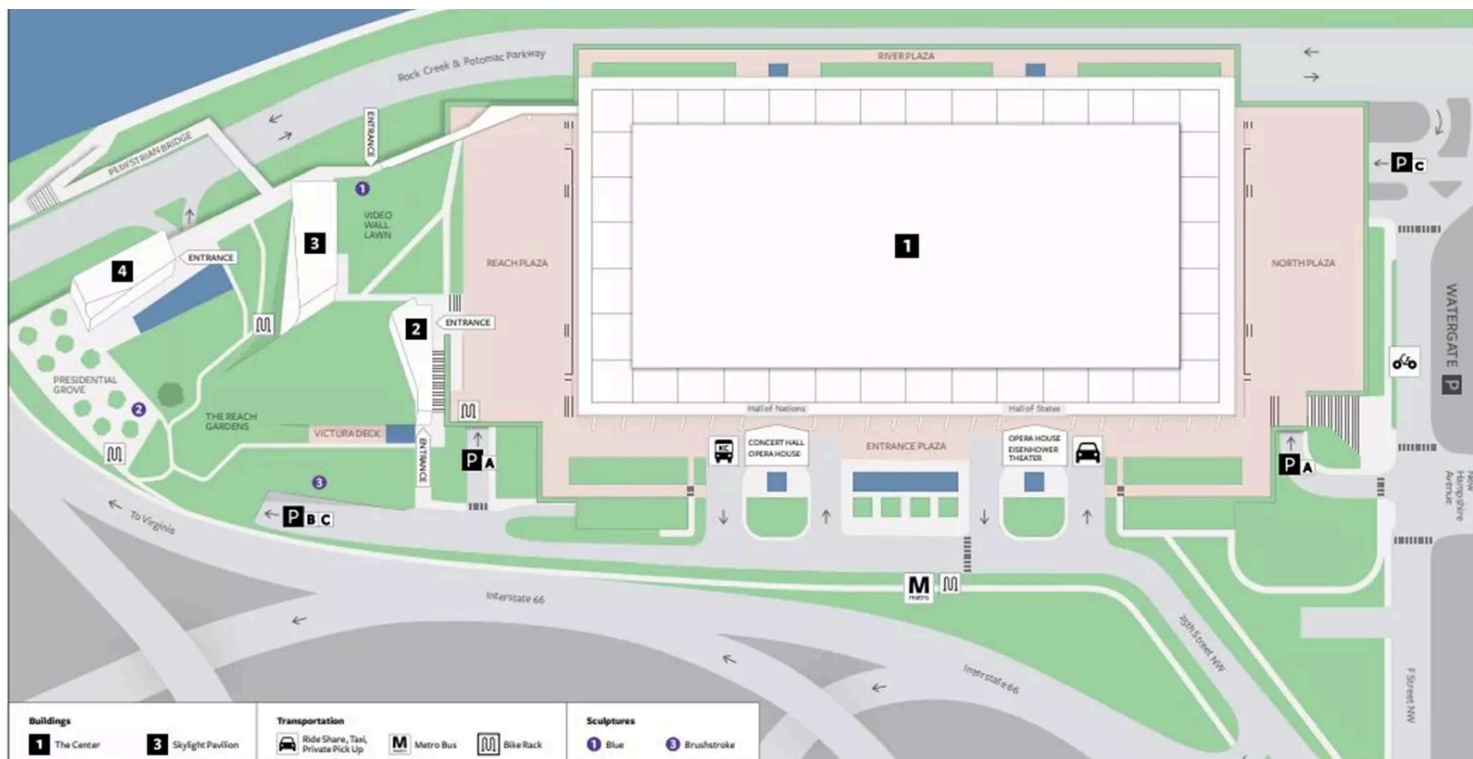 Rock Creek & Potomac Parkway
RIVER PLAZA
ENTRANCE
PEDESTRIAN BRIDGE
P C
1
VIDEO
WALL
LAWN
3
1
4
ENTRANCE
REACH PLAZA
NORTH PLAZA
WATERGATE P
2
ENTRANCE
PRESIDENTIAL
GROVE
2
THE REACH
GARDENS
VICTURA DECK
ENTRANCE
Hall of Nations
Hall of States
KC
CONCERT HALL
OPERA HOUSE
ENTRANCE PLAZA
OPERA HOUSE
EISENHOWER
THEATER
P A
P A
3
P B C
New
Hampshire
Avenue
To Virginia
M
metro
Interstate 66
25th Street NW
Interstate 66
F Street NW
Buildings
1 The Center
3 Skylight Pavilion
Transportation
Ride Share, Taxi,
Private Pick Up
M Metro Bus
Bike Rack
Sculptures
1 Blue
3 Brushstroke